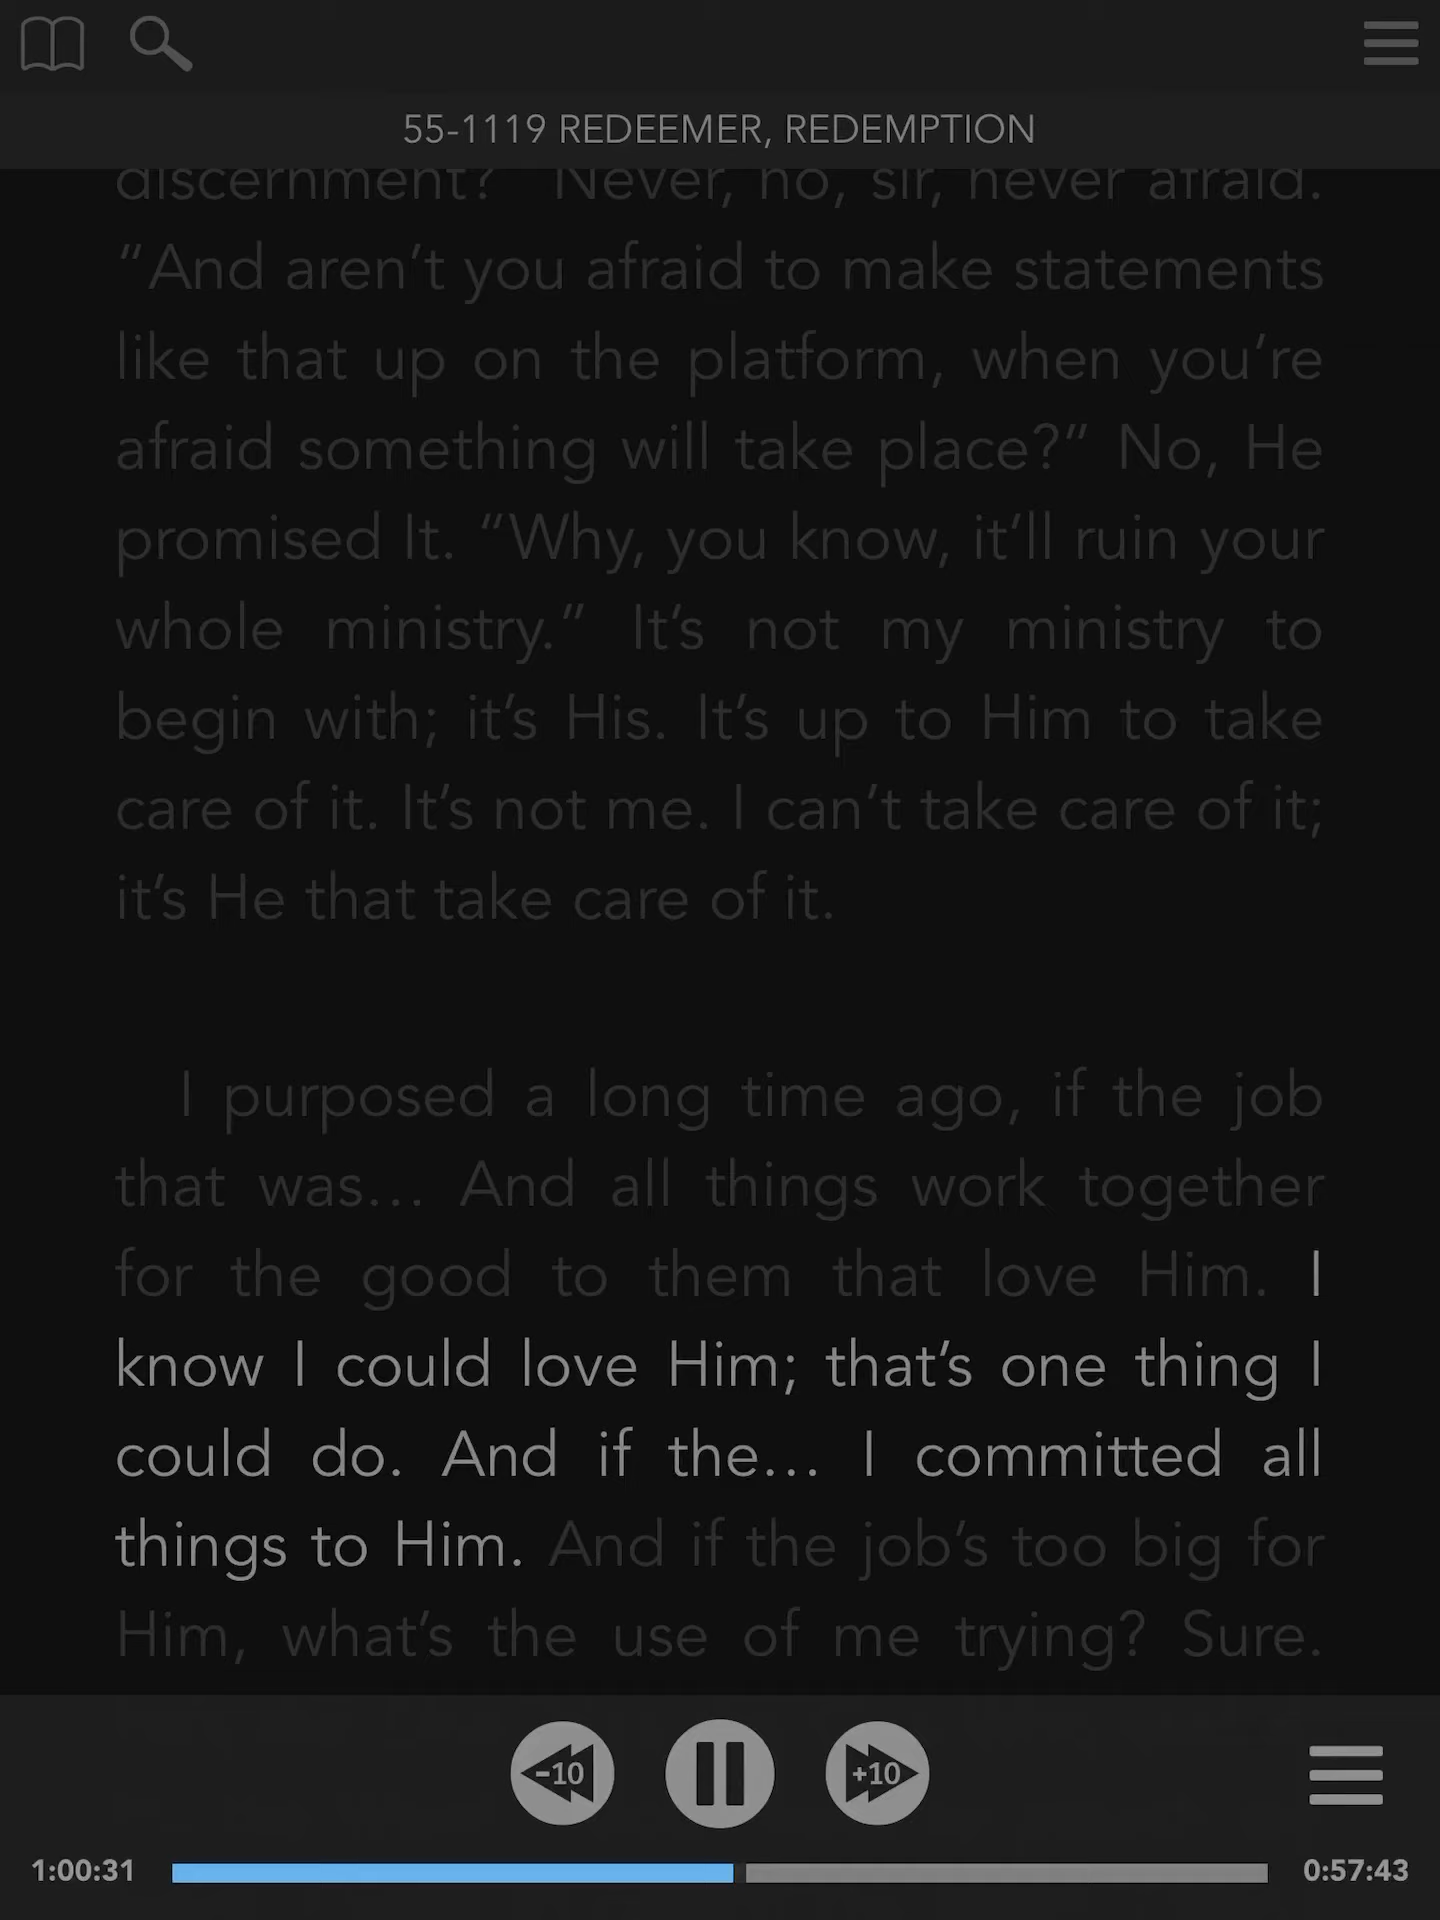 55-1119 REDEEMER, REDEMPTION
discernment?” Never, no, sir, never afraid.
“And aren’t you afraid to make statements
like that up on the platform, when you’re
afraid something will take place?” No, He
promised It. “Why, you know, it’ll ruin your
whole ministry.” It’s not my ministry to
begin with; it’s His. It’s up to Him to take
care of it. It’s not me. I can’t take care of it;
it’s He that take care of it.
I purposed a long time ago, if the job
that was… And all things work together
for the good to them that love Him. I
know I could love Him; that’s one thing I
could do. And if the… I committed all
things to Him. And if the job’s too big for
Him, what’s the use of me trying? Sure.
-10 +10
1:00:31 0:57:43